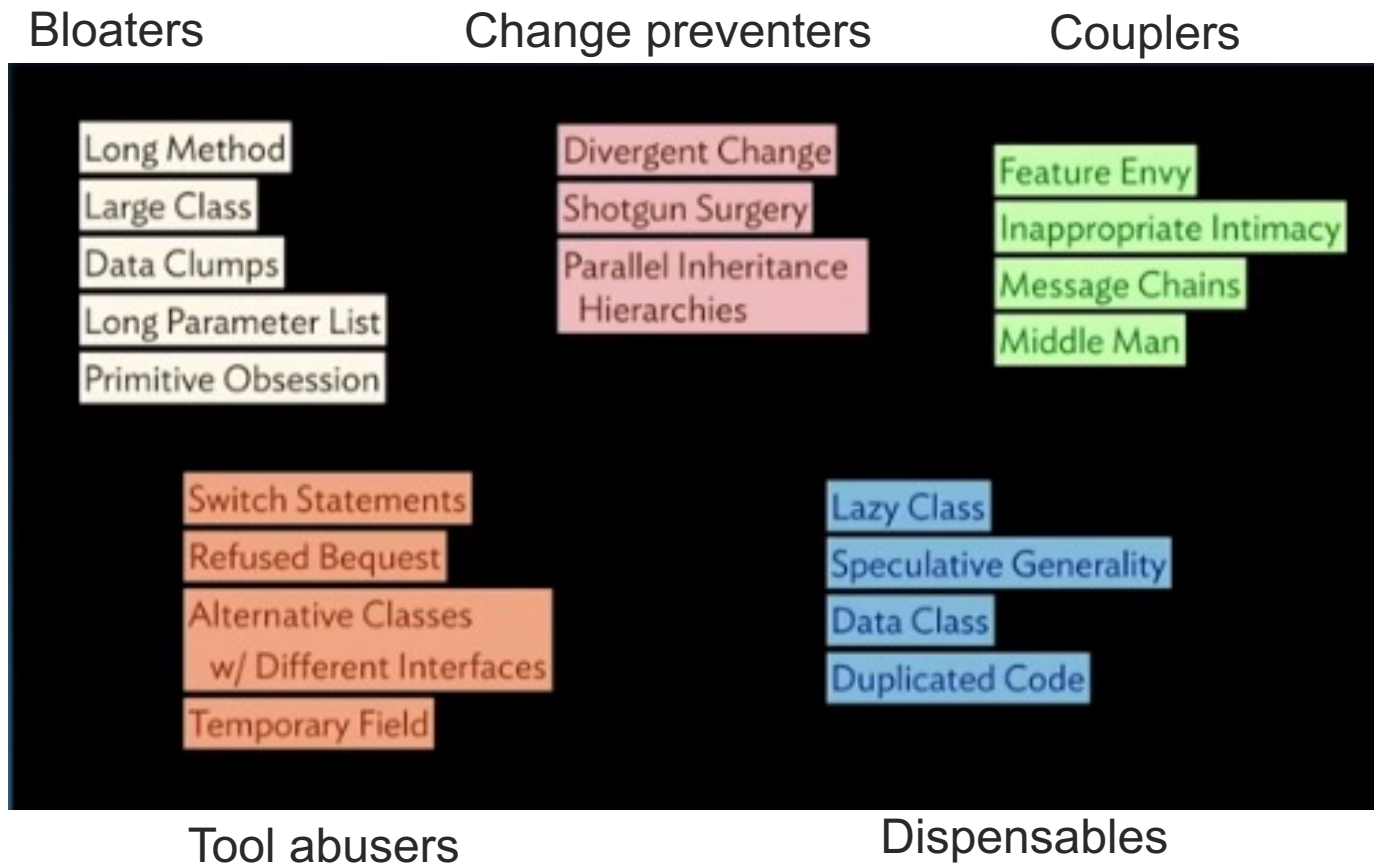 Bloaters
Change preventers
Couplers
Long Method
Large Class
Data Clumps
Long Parameter List
Primitive Obsession
Divergent Change
Shotgun Surgery
Parallel Inheritance
Hierarchies
Feature Envy
Inappropriate Intimacy
Message Chains
Middle Man
Switch Statements
Refused Bequest
Alternative Classes
w/ Different Interfaces
Temporary Field
Lazy Class
Speculative Generality
Data Class
Duplicated Code
Tool abusers
Dispensables